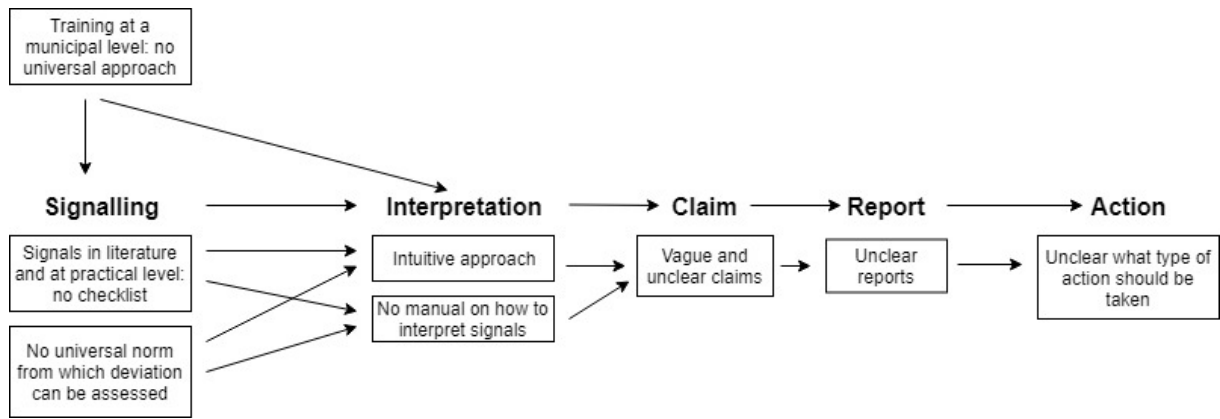 Training at a
municipal level: no
universal approach
Signalling
Interpretation
Claim
Report
Action
Signals in literature
and at practical level:
no checklist
No universal norm
from which deviation
can be assessed
Intuitive approach
No manual on how to
interpret signals
Vague and
unclear claims
Unclear
reports
Unclear what type of
action should be
taken